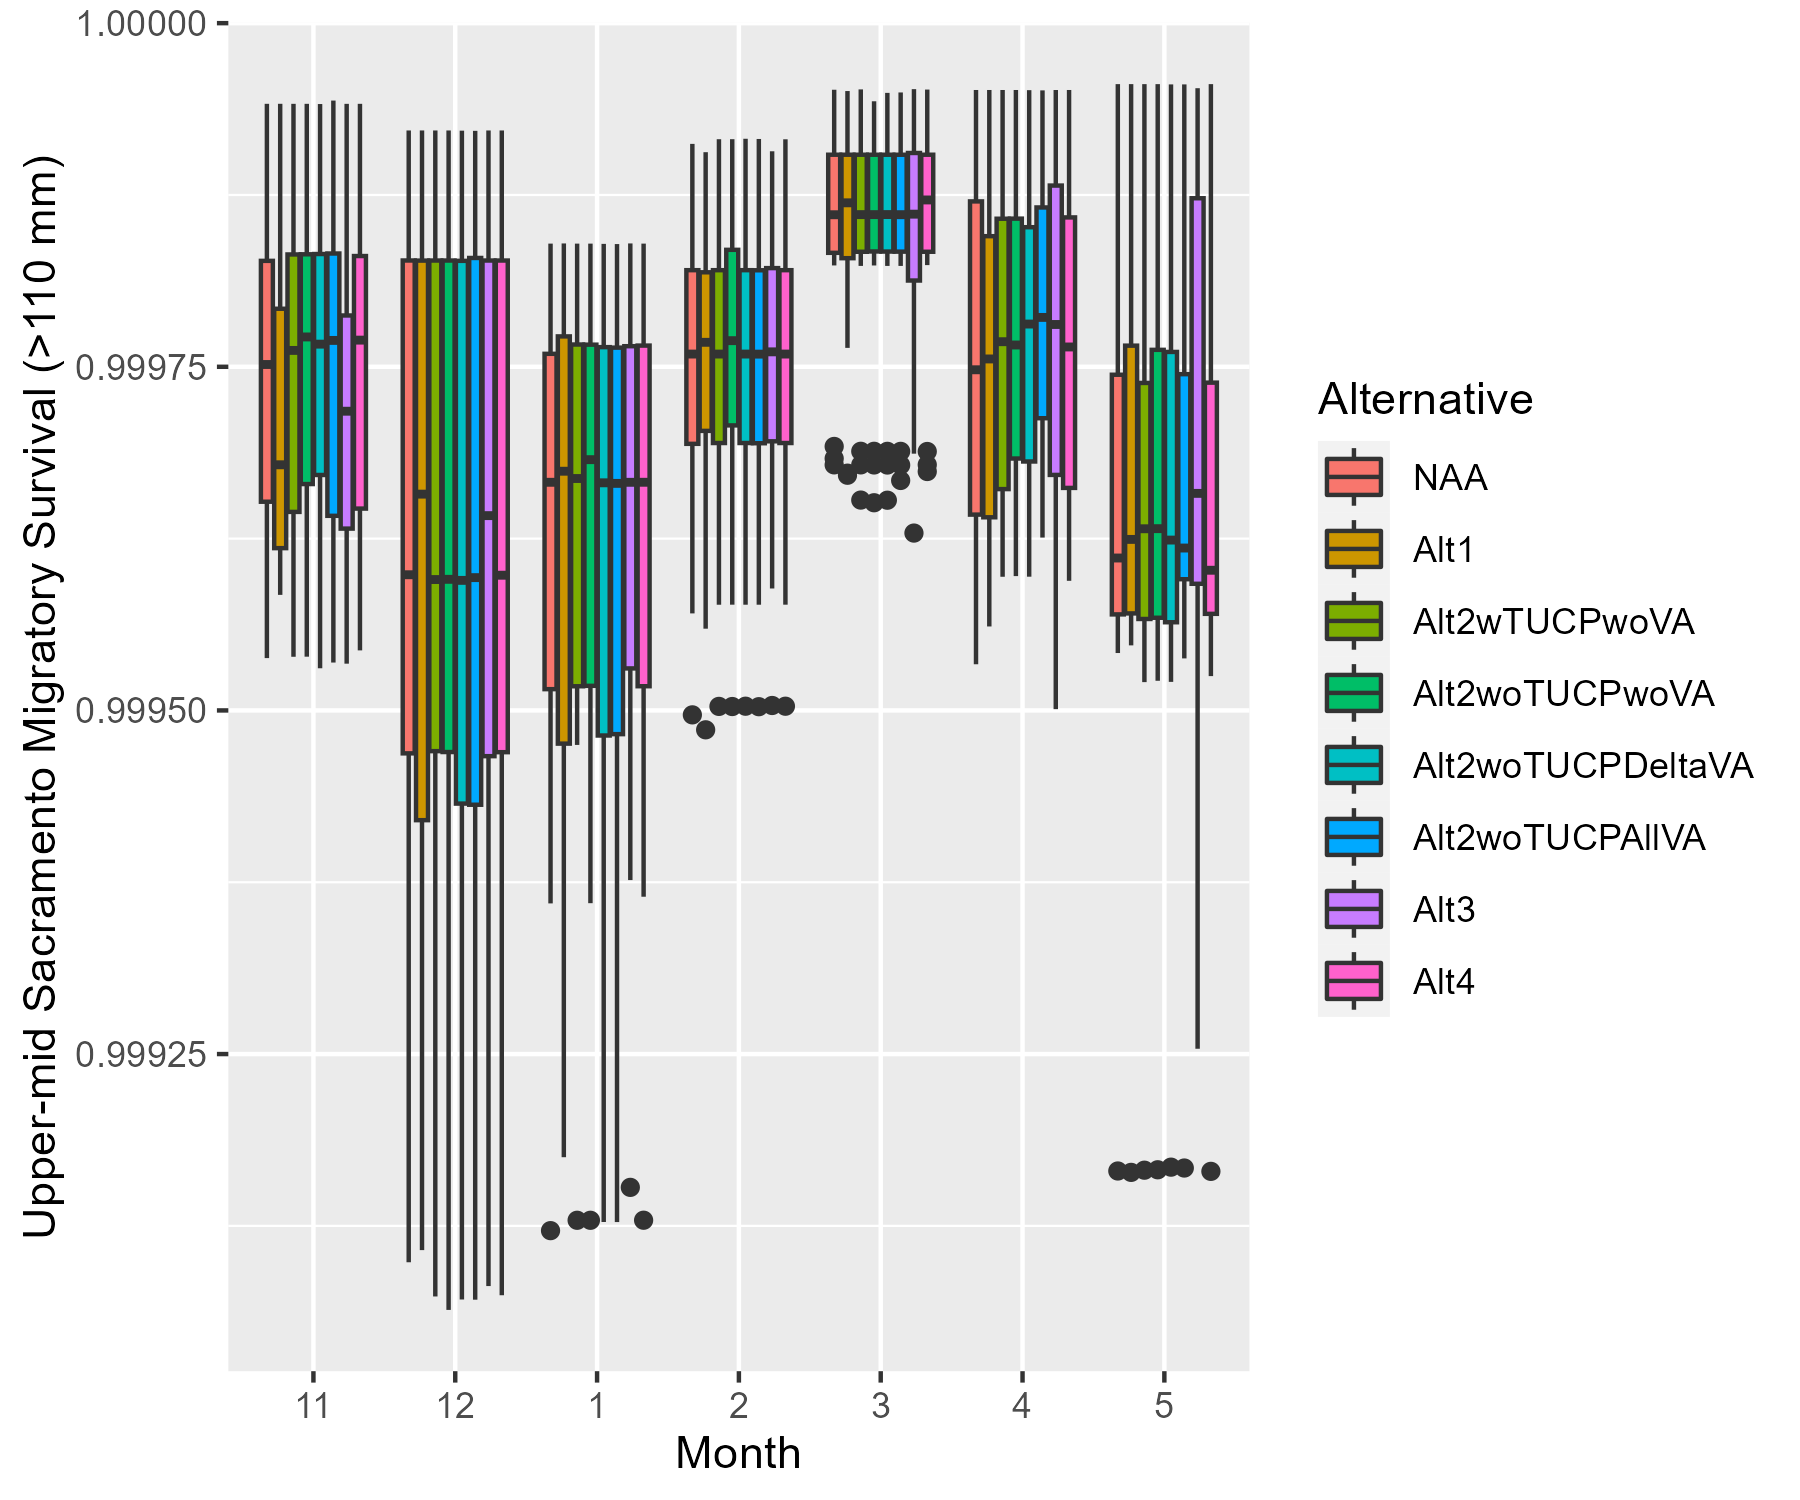 Upper-mid Sacramento Migratory Survival (>110 mm)
1.00000
0.99975
0.99950
0.99925
11 12 1 2 3 4 5
Month
Alternative
NAA
Alt1
Alt2wTUCPwoVA
Alt2woTUCPwoVA
Alt2woTUCPDeltaVA
Alt2woTUCPAllVA
Alt3
Alt4